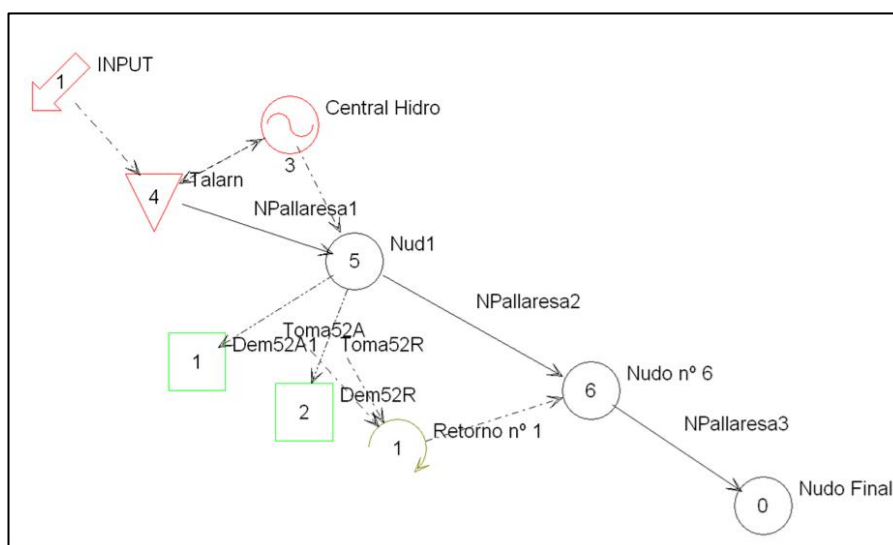 INPUT
1
Central Hidro
3
Talarn
4
NPallaresa1
Nud1
5
NPallaresa2
Toma52A
Dem52A1
Toma52R
1
Nudo nº 6
6
Dem52R
2
NPallaresa3
Retorno nº 1
1
Nudo Final
0